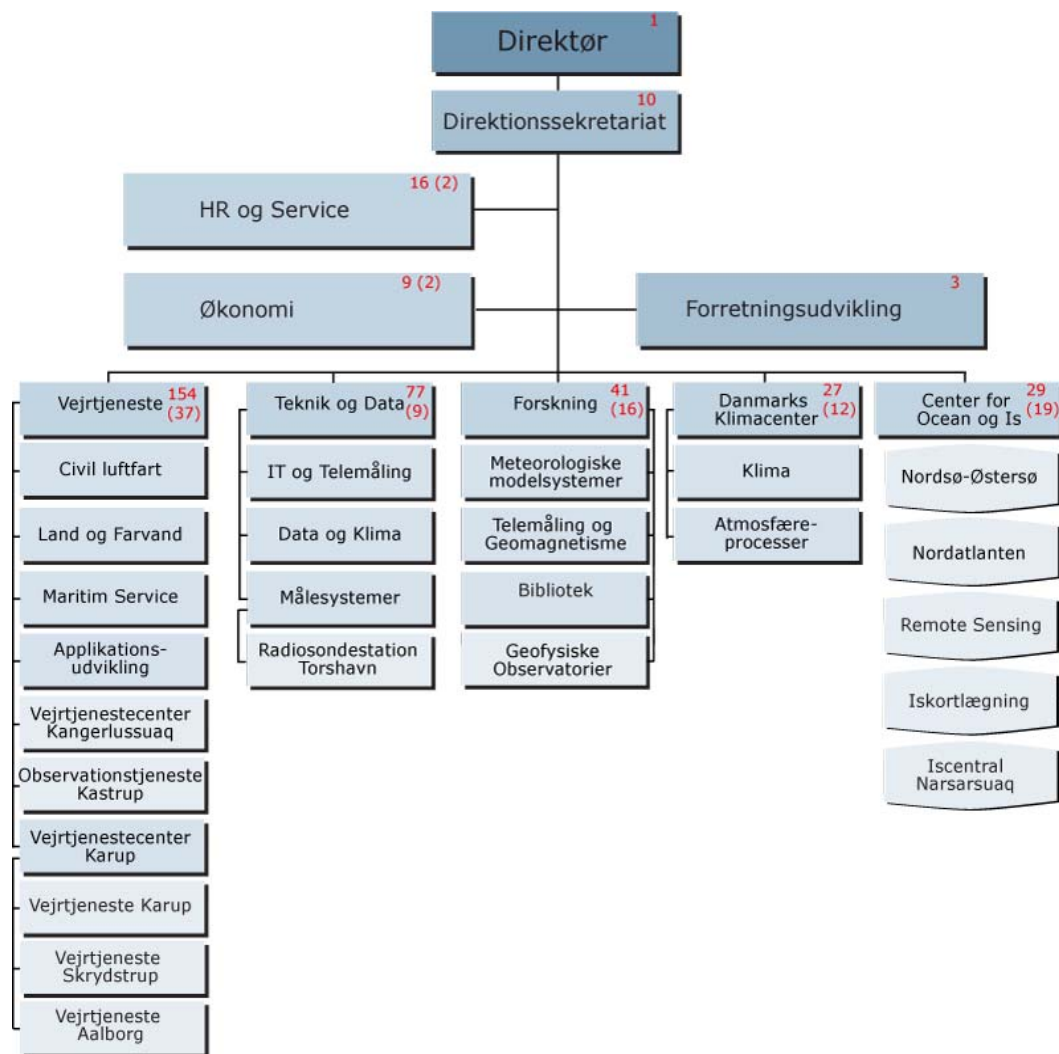 1
Direktør
10
Direktionssekretariat
16 (2)
HR og Service
9 (2)
Økonomi
3
Forretningsudvikling
Vejrtjeneste 154
(37)
Civil luftfart
Land og Farvand
Maritim Service
Applikations-
udvikling
Vejrtjenestecenter
Kangerlussuaq
Observationstjeneste
Kastrup
Vejrtjenestecenter
Karup
Vejrtjeneste Karup
Vejrtjeneste
Skrydstrup
Vejrtjeneste
Aalborg
Teknik og Data 77
(9)
IT og Telemåling
Data og Klima
Målesystemer
Radiosondestation
Torshavn
Forskning 41
(16)
Meteorologiske
modelsystemer
Telemåling og
Geomagnetisme
Bibliotek
Geofysiske
Observatorier
Danmarks 27
Klimacenter (12)
Klima
Atmosfære-
processer
Center for 29
Ocean og Is (19)
Nordsø-Østersø
Nordatlanten
Remote Sensing
Iskortlægning
Iscentral
Narsarsuaq